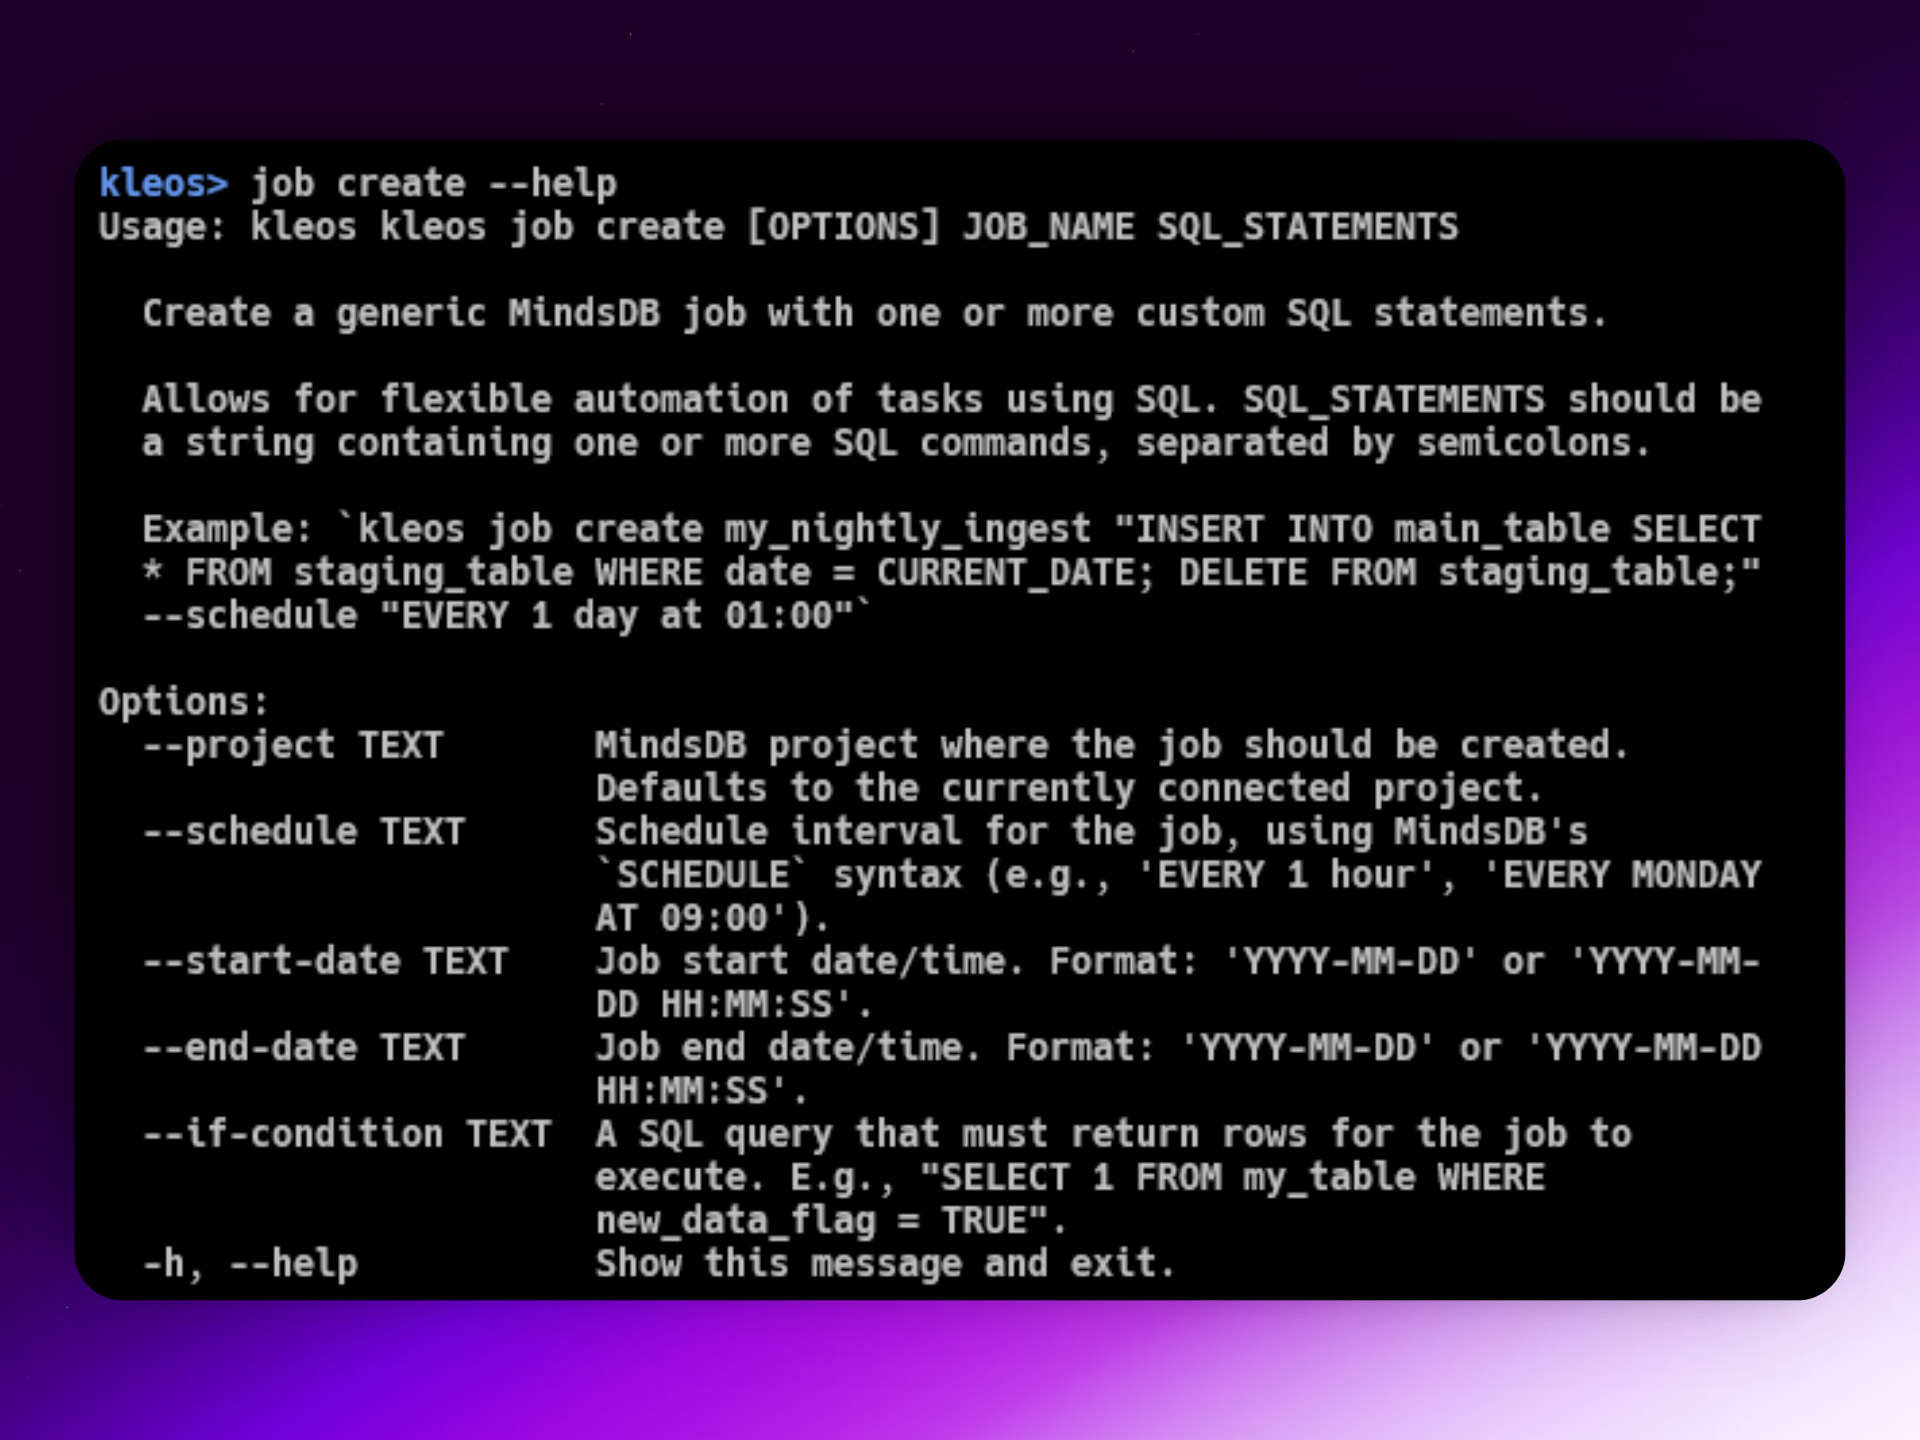 kleos> job create --help
Usage: kleos kleos job create [OPTIONS] JOB_NAME SQL_STATEMENTS
Create a generic MindsDB job with one or more custom SQL statements.
Allows for flexible automation of tasks using SQL. SQL_STATEMENTS should be
a string containing one or more SQL commands, separated by semicolons.
Example: `kleos job create my_nightly_ingest "INSERT INTO main_table SELECT
* FROM staging_table WHERE date = CURRENT_DATE; DELETE FROM staging_table;"
--schedule "EVERY 1 day at 01:00"`
Options:
--project TEXT MindsDB project where the job should be created.
Defaults to the currently connected project.
--schedule TEXT Schedule interval for the job, using MindsDB's
`SCHEDULE` syntax (e.g., 'EVERY 1 hour', 'EVERY MONDAY
AT 09:00').
--start-date TEXT Job start date/time. Format: 'YYYY-MM-DD' or 'YYYY-MM-
DD HH:MM:SS'.
--end-date TEXT Job end date/time. Format: 'YYYY-MM-DD' or 'YYYY-MM-DD
HH:MM:SS'.
--if-condition TEXT A SQL query that must return rows for the job to
execute. E.g., "SELECT 1 FROM my_table WHERE
new_data_flag = TRUE".
-h, --help Show this message and exit.